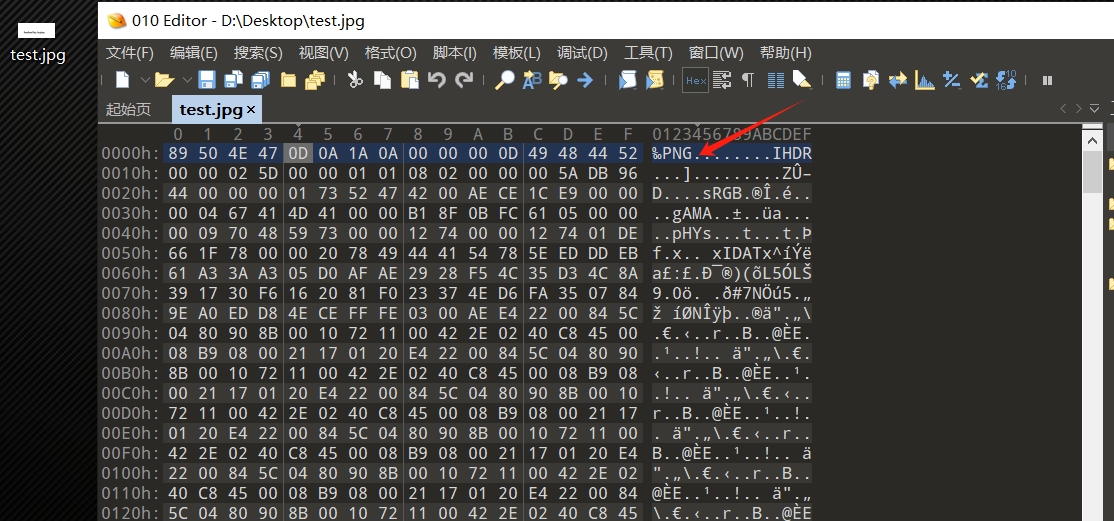 010 Editor - D:\Desktop\test.jpg
test.jpg
文件(F) 编辑(E) 搜索(S) 视图(V) 格式(O) 脚本(I) 模板(L) 调试(D) 工具(T) 窗口(W) 帮助(H)
Hex
起始页 test.jpg ×
0 1 2 3 4 5 6 7 8 9 A B C D E F 0123456789ABCDEF
0000h: 89 50 4E 47 0D 0A 1A 0A 00 00 00 0D 49 48 44 52 ‰PNG........IHDR
0010h: 00 00 02 5D 00 00 01 01 08 02 00 00 00 5A DB 96 ...].........ZÛ–
0020h: 44 00 00 00 01 73 52 47 42 00 AE CE 1C E9 00 00 D....sRGB.®Î.é..
0030h: 00 04 67 41 4D 41 00 00 B1 8F 0B FC 61 05 00 00 ..gAMA..±..üa...
0040h: 00 09 70 48 59 73 00 00 12 74 00 00 12 74 01 DE ..pHYs...t...t.Þ
0050h: 66 1F 78 00 00 20 78 49 44 41 54 78 5E ED DD EB f.x.. xIDATx^íÝë
0060h: 61 A3 3A A3 05 D0 AF AE 29 28 F5 4C 35 D3 4C 8A a£:£.Ð¯®)(õL5ÓLŠ
0070h: 39 17 30 F6 16 20 81 F0 23 37 4E D6 FA 35 07 84 9.0ö. .ð#7NÖú5.„
0080h: 9E A0 ED D8 4E CE FF FE 03 00 AE E4 22 00 84 5C ž íØNÎÿþ..®ä".„\
0090h: 04 80 90 8B 00 10 72 11 00 42 2E 02 40 C8 45 00 .€.‹..r..B..@ÈE.
00A0h: 08 B9 08 00 21 17 01 20 E4 22 00 84 5C 04 80 90 .¹..!.. ä".„\.€.
00B0h: 8B 00 10 72 11 00 42 2E 02 40 C8 45 00 08 B9 08 ‹..r..B..@ÈE..¹.
00C0h: 00 21 17 01 20 E4 22 00 84 5C 04 80 90 8B 00 10 .!.. ä".„\.€.‹..
00D0h: 72 11 00 42 2E 02 40 C8 45 00 08 B9 08 00 21 17 r..B..@ÈE..¹..!.
00E0h: 01 20 E4 22 00 84 5C 04 80 90 8B 00 10 72 11 00 . ä".„\.€.‹..r..
00F0h: 42 2E 02 40 C8 45 00 08 B9 08 00 21 17 01 20 E4 B..@ÈE..¹..!.. ä
0100h: 22 00 84 5C 04 80 90 8B 00 10 72 11 00 42 2E 02 ".„\.€.‹..r..B..
0110h: 40 C8 45 00 08 B9 08 00 21 17 01 20 E4 22 00 84 @ÈE..¹..!.. ä".„
0120h: 5C 04 80 90 8B 00 10 72 11 00 42 2E 02 40 C8 45 \.€.‹..r..B..@ÈE